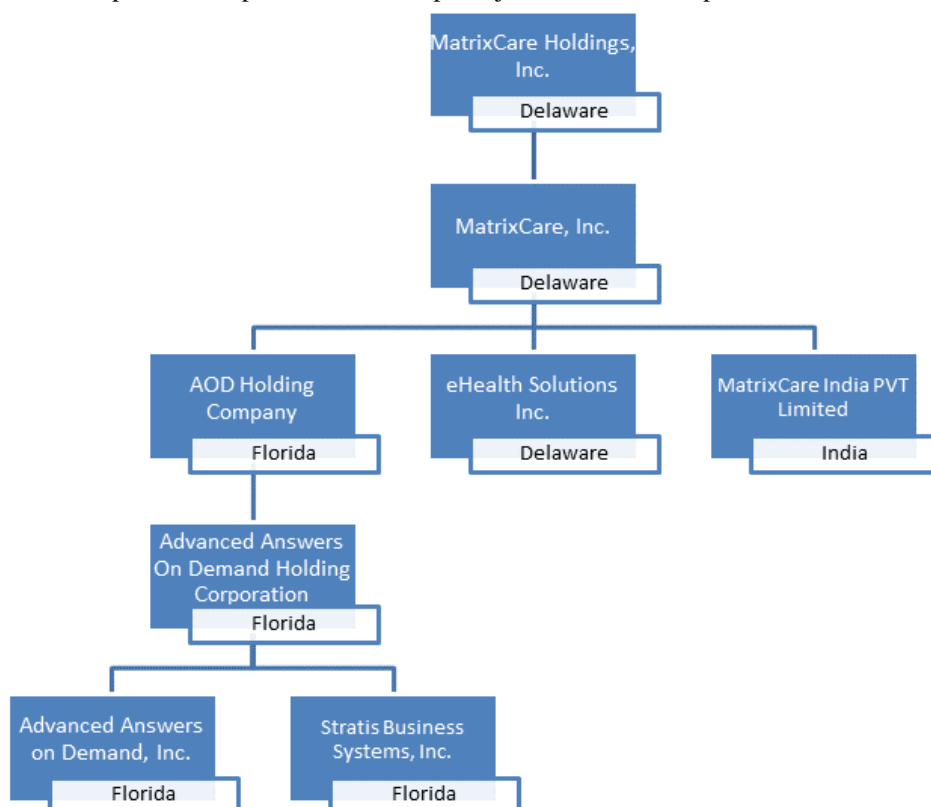 MatrixCare Holdings,
Inc.
Delaware
MatrixCare, Inc.
Delaware
AOD Holding
Company
Florida
eHealth Solutions
Inc.
Delaware
MatrixCare India PVT
Limited
India
Advanced Answers
On Demand Holding
Corporation
Florida
Advanced Answers
on Demand, Inc.
Florida
Stratis Business
Systems, Inc.
Florida